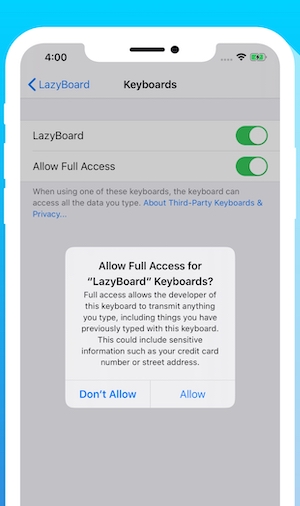 4:00
LazyBoard Keyboards
LazyBoard
Allow Full Access
When using one of these keyboards, the keyboard can
access all the data you type. About Third-Party Keyboards &
Privacy...
Allow Full Access for
“LazyBoard” Keyboards?
Full access allows the developer of
this keyboard to transmit anything
you type, including things you have
previously typed with this keyboard.
This could include sensitive
information such as your credit card
number or street address.
Don’t Allow Allow